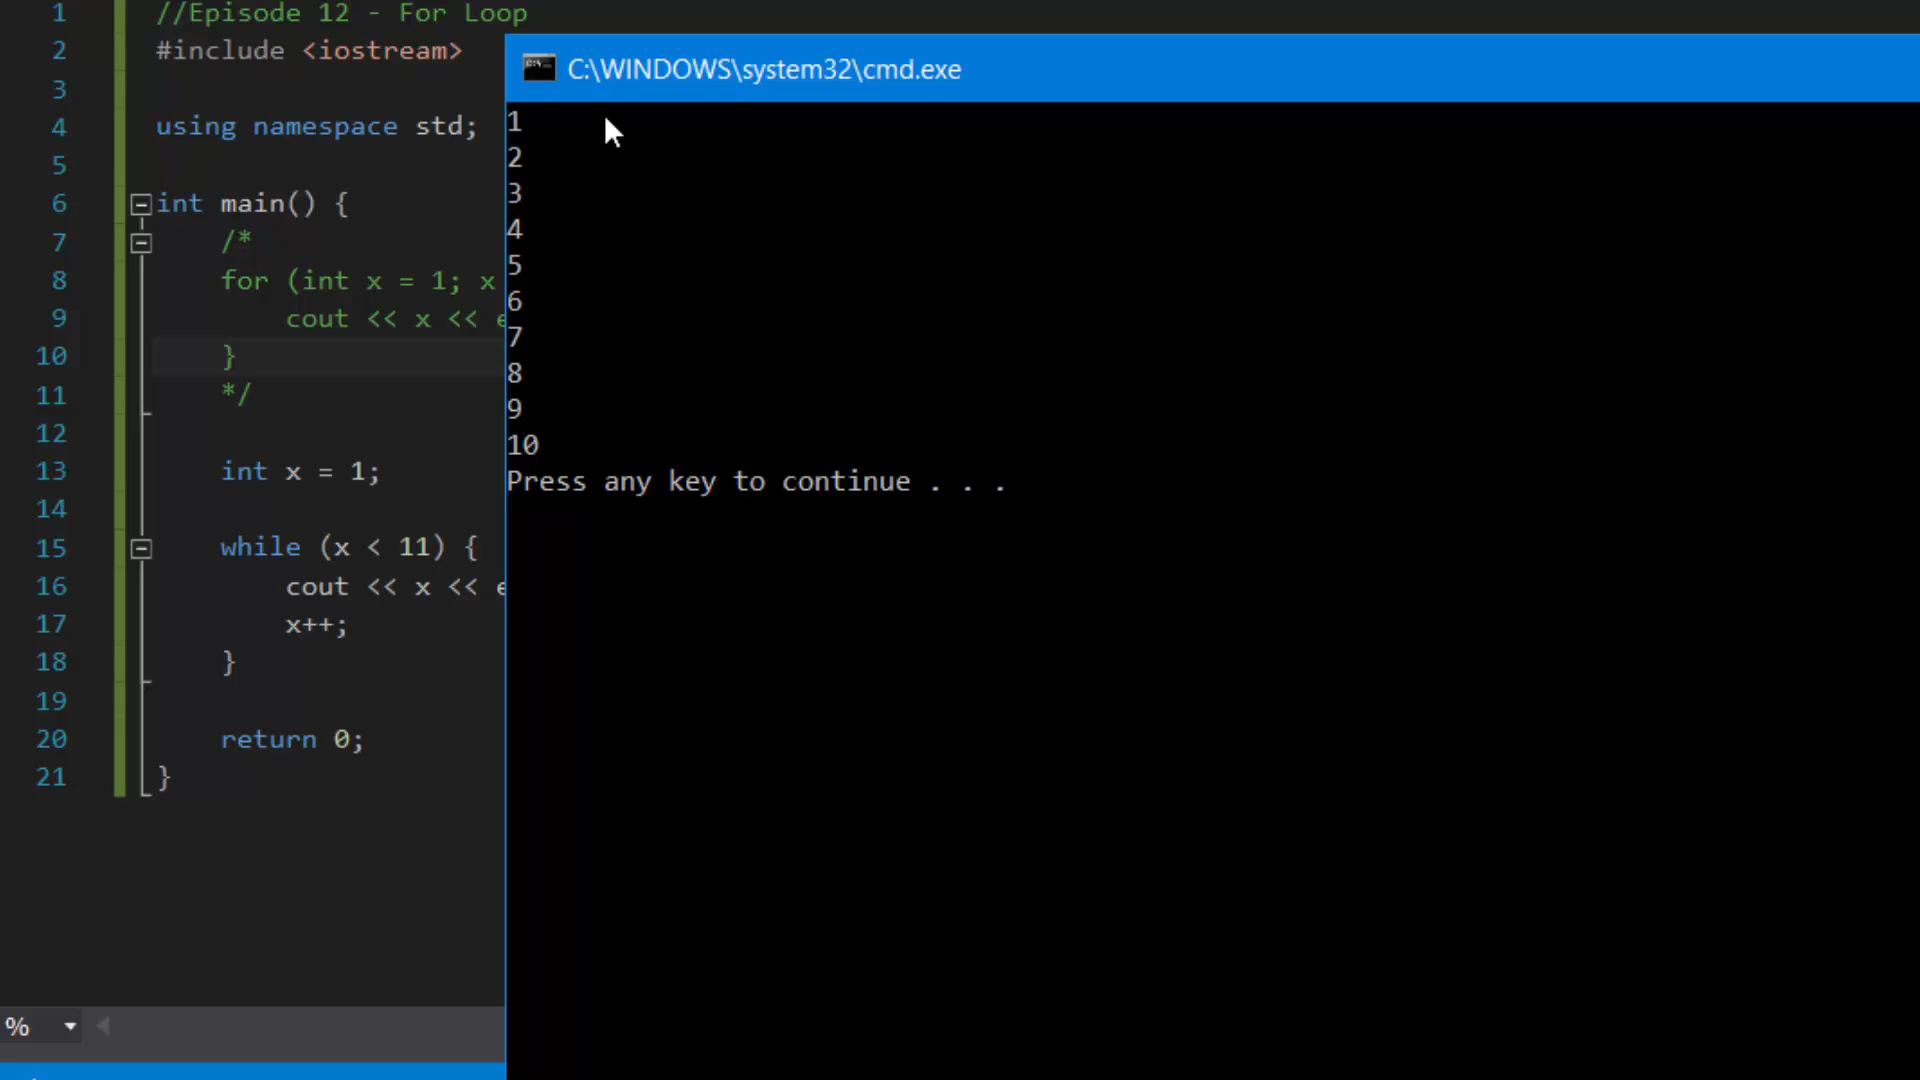 1 //Episode 12 - For Loop
2 #include <iostream>
3
4 using namespace std;
5
6 int main() {
7 /*
8 for (int x = 1; x
9 cout << x <<
10 }
11 */
12
13 int x = 1;
14
15 while (x < 11) {
16 cout << x <<
17 x++;
18 }
19
20 return 0;
21 }
%
C:\WINDOWS\system32\cmd.exe
1
2
3
4
5
6
7
8
9
10
Press any key to continue . . .